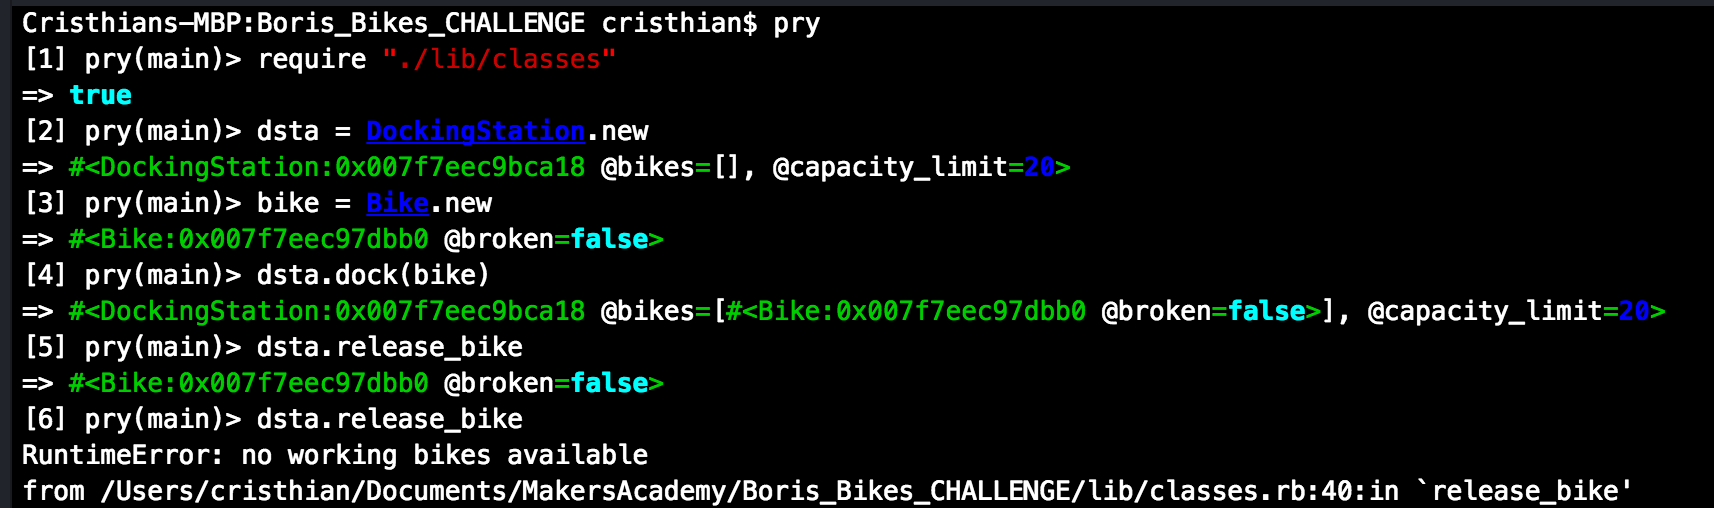 Cristhians-MBP:Boris_Bikes_CHALLENGE cristhian$ pry
[1] pry(main)> require "./lib/classes"
=> true
[2] pry(main)> dsta = DockingStation.new
=> #<DockingStation:0x007f7eec9bca18 @bikes=[], @capacity_limit=20>
[3] pry(main)> bike = Bike.new
=> #<Bike:0x007f7eec97dbb0 @broken=false>
[4] pry(main)> dsta.dock(bike)
=> #<DockingStation:0x007f7eec9bca18 @bikes=[#<Bike:0x007f7eec97dbb0 @broken=false>], @capacity_limit=20>
[5] pry(main)> dsta.release_bike
=> #<Bike:0x007f7eec97dbb0 @broken=false>
[6] pry(main)> dsta.release_bike
RuntimeError: no working bikes available
from /Users/cristhian/Documents/MakersAcademy/Boris_Bikes_CHALLENGE/lib/classes.rb:40:in `release_bike'